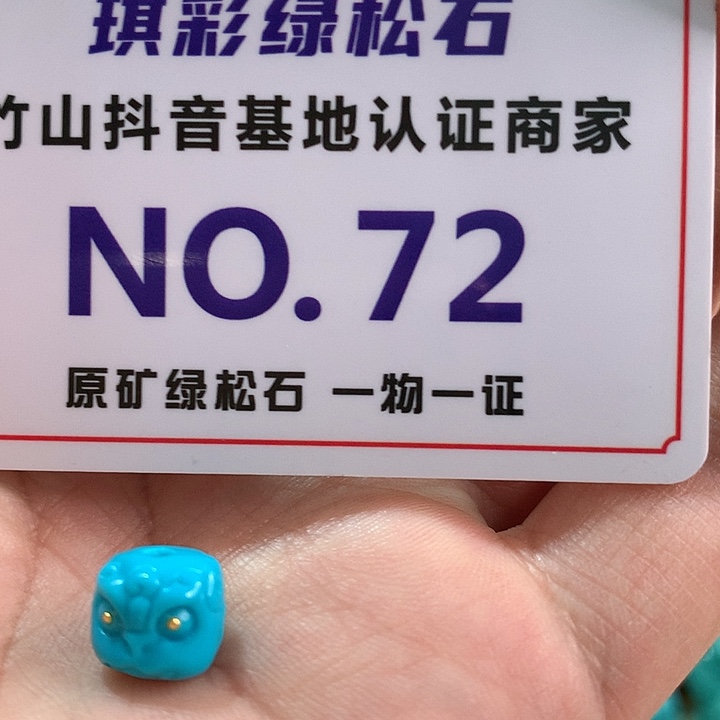 琪彩绿松石
竹山抖音基地认证商家
NO.72
原矿绿松石 一物一证